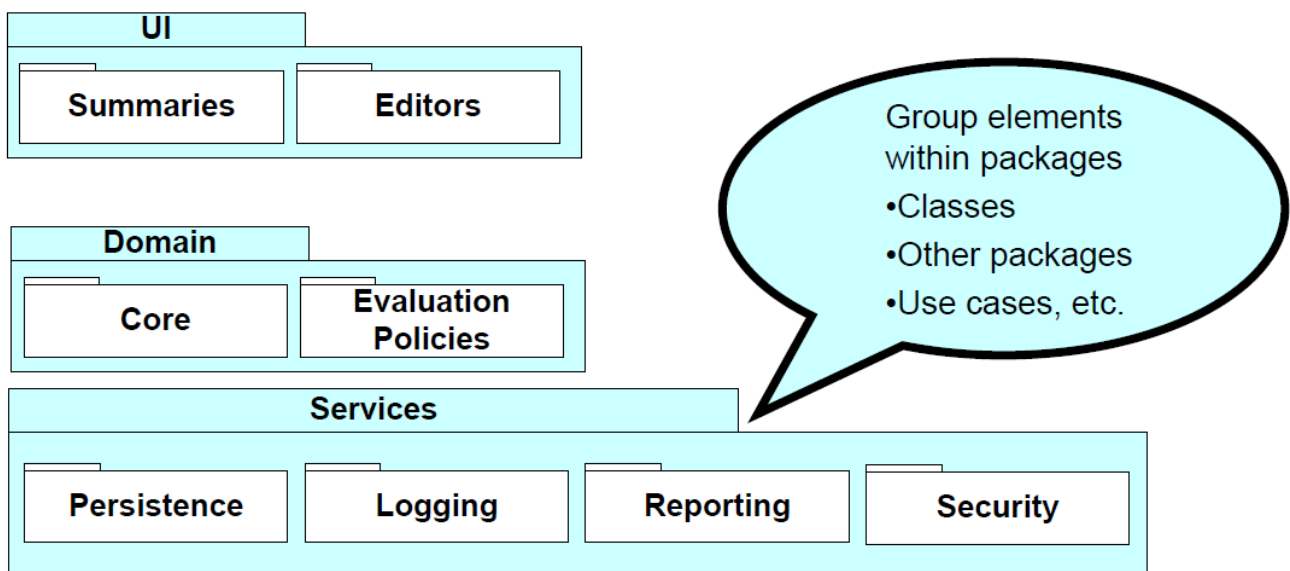 UI
Summaries
Editors
Domain
Core
Evaluation
Policies
Services
Persistence
Logging
Reporting
Security
Group elements
within packages
•Classes
•Other packages
•Use cases, etc.